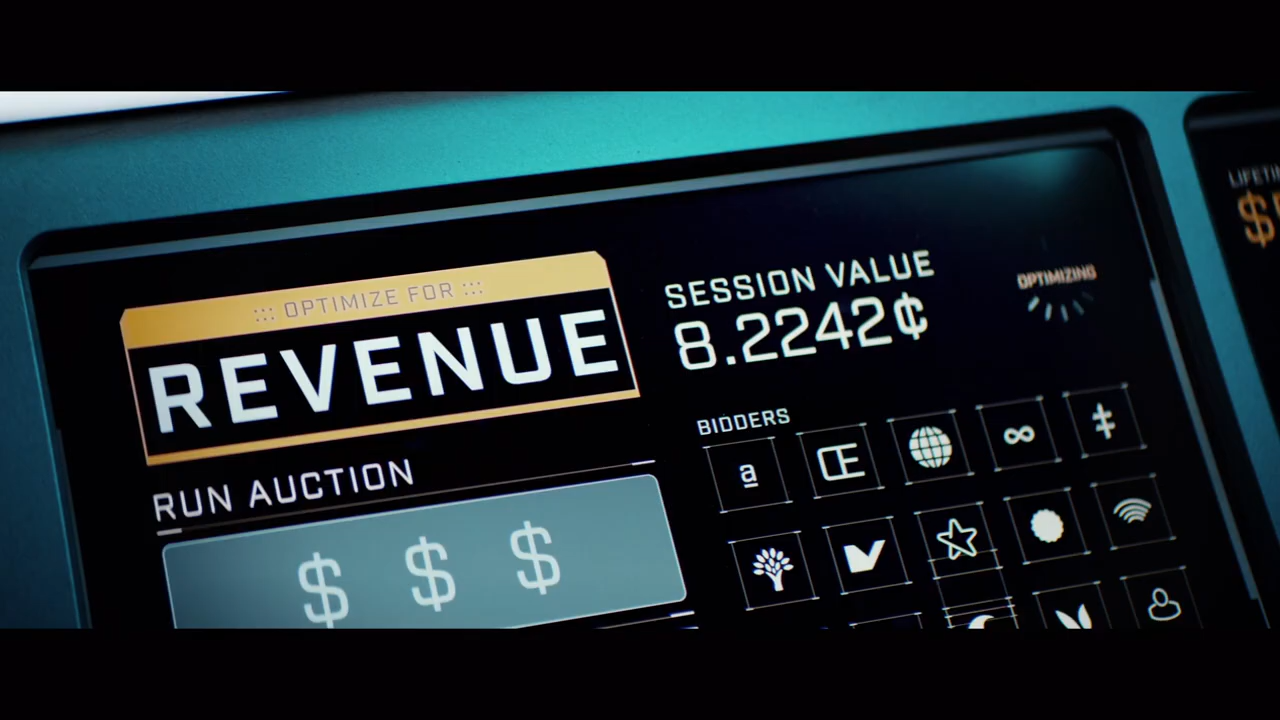 ::: OPTIMIZE FOR :::
REVENUE
SESSION VALUE
8.2242¢
OPTIMIZING
BIDDERS
a
RUN AUCTION
$ $ $
$